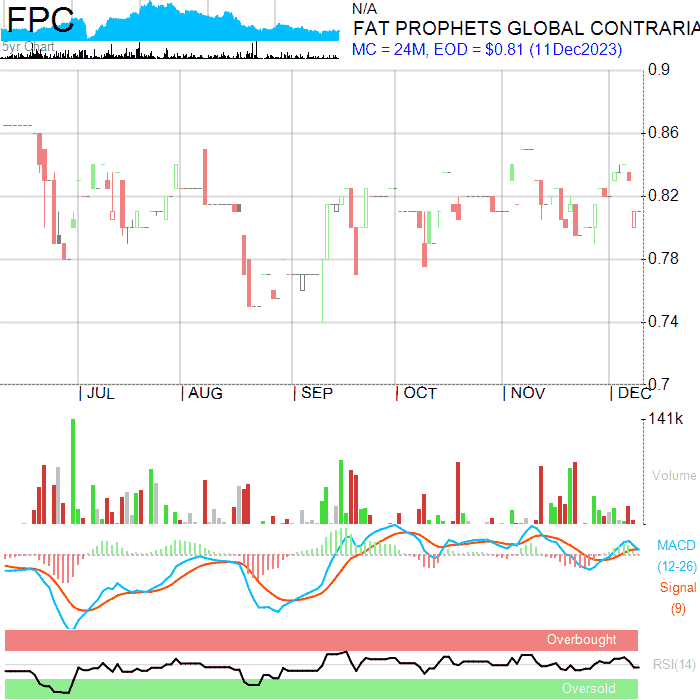 FPC
5yr Chart
N/A
FAT PROPHETS GLOBAL CONTRARIA
MC = 24M, EOD = $0.81 (11Dec2023)
0.9
0.86
0.82
0.78
0.74
0.7
JUL
AUG
SEP
OCT
NOV
DEC
141k
Volume
MACD
(12-26)
Signal
(9)
Overbought
RSI(14)
Oversold